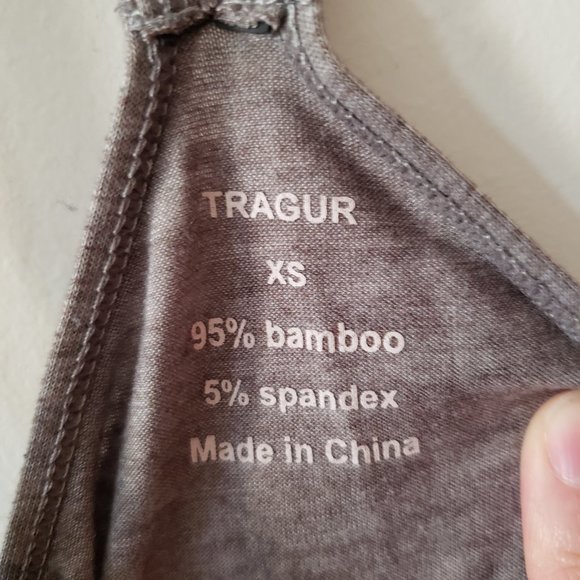 TRAGUR
XS
95% bamboo
5% spandex
Made in China